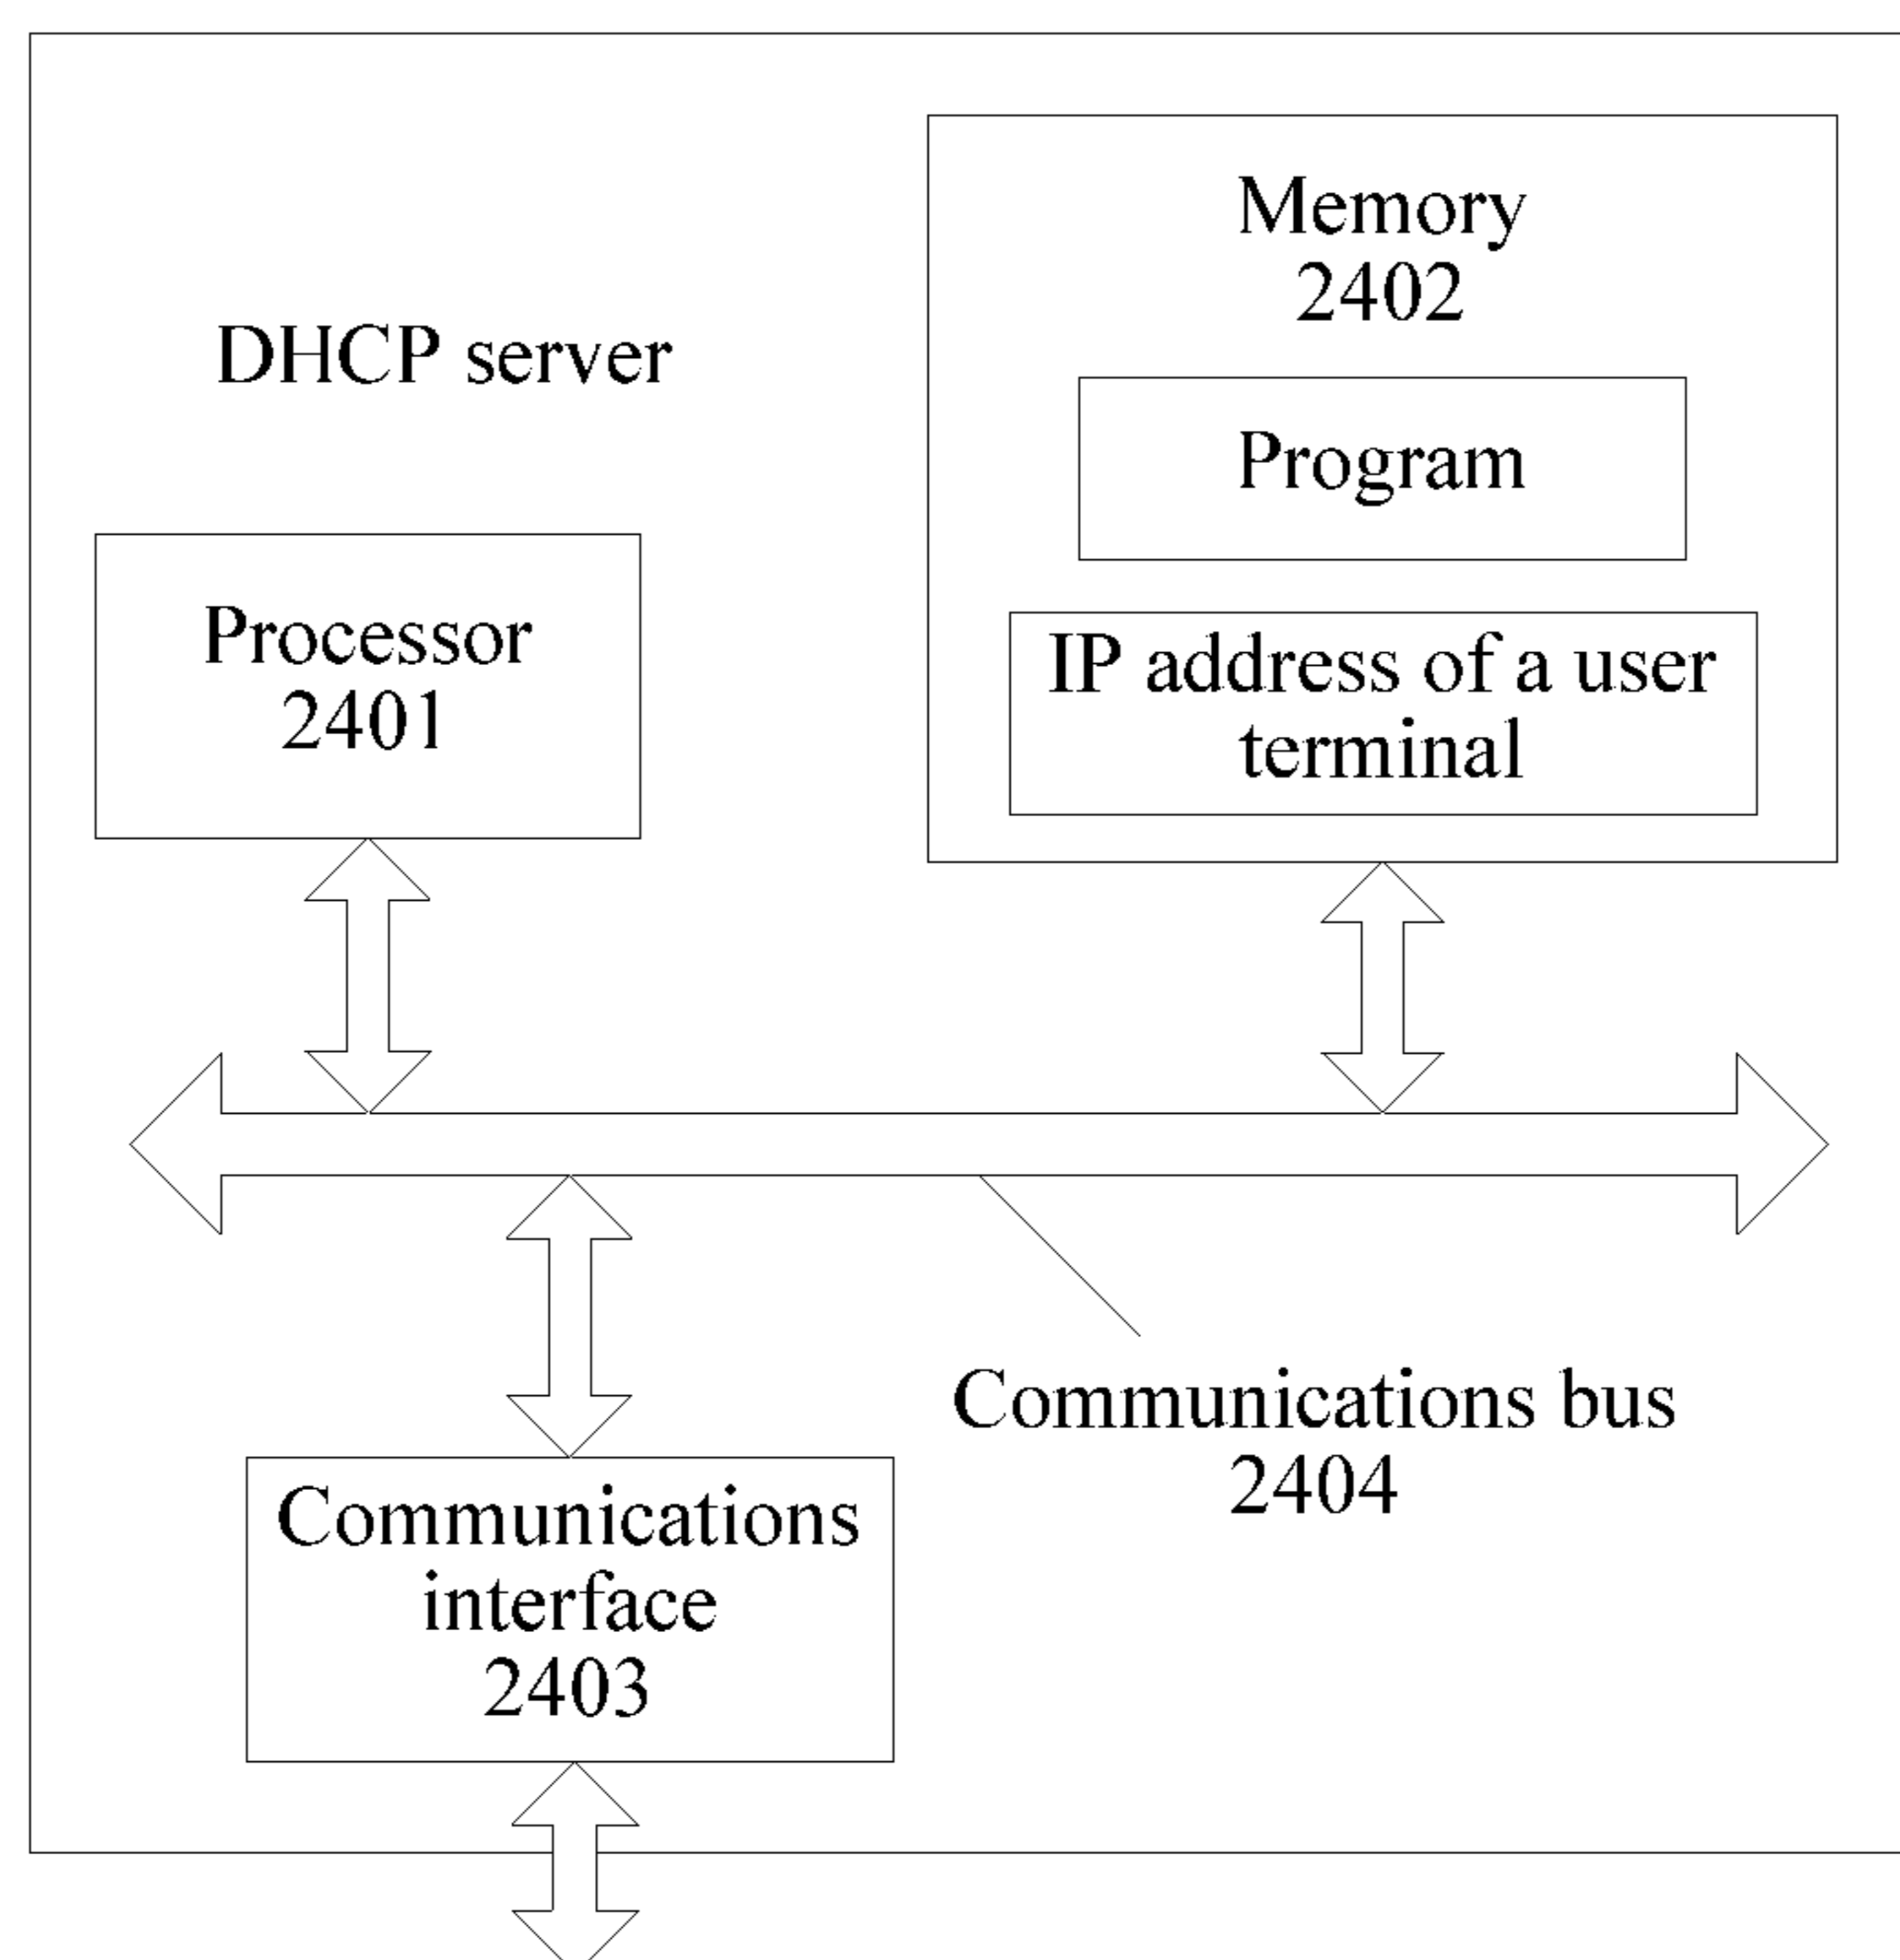 DHCP server
Memory
2402
Program
IP address of a user
terminal
Processor
2401
Communications bus
2404
Communications
interface
2403